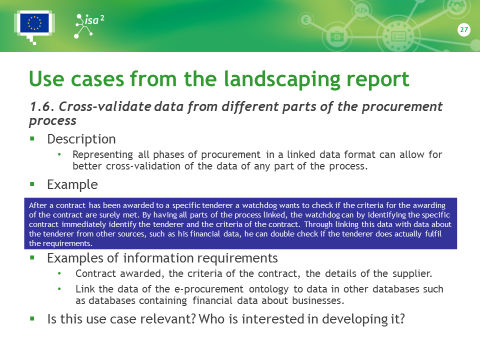 isa²
27
Use cases from the landscaping report
1.6. Cross-validate data from different parts of the procurement
process
Description
Representing all phases of procurement in a linked data format can allow for
better cross-validation of the data of any part of the process.
Example
After a contract has been awarded to a specific tenderer a watchdog wants to check if the criteria for the awarding
of the contract are surely met. By having all parts of the process linked, the watchdog can by identifying the specific
contract immediately identify the tenderer and the criteria of the contract. Through linking this data with data about
the tenderer from other sources, such as his financial data, he can double check if the tenderer does actually fulfil
the requirements.
Examples of information requirements
Contract awarded, the criteria of the contract, the details of the supplier.
Link the data of the e-procurement ontology to data in other databases such
as databases containing financial data about businesses.
Is this use case relevant? Who is interested in developing it?